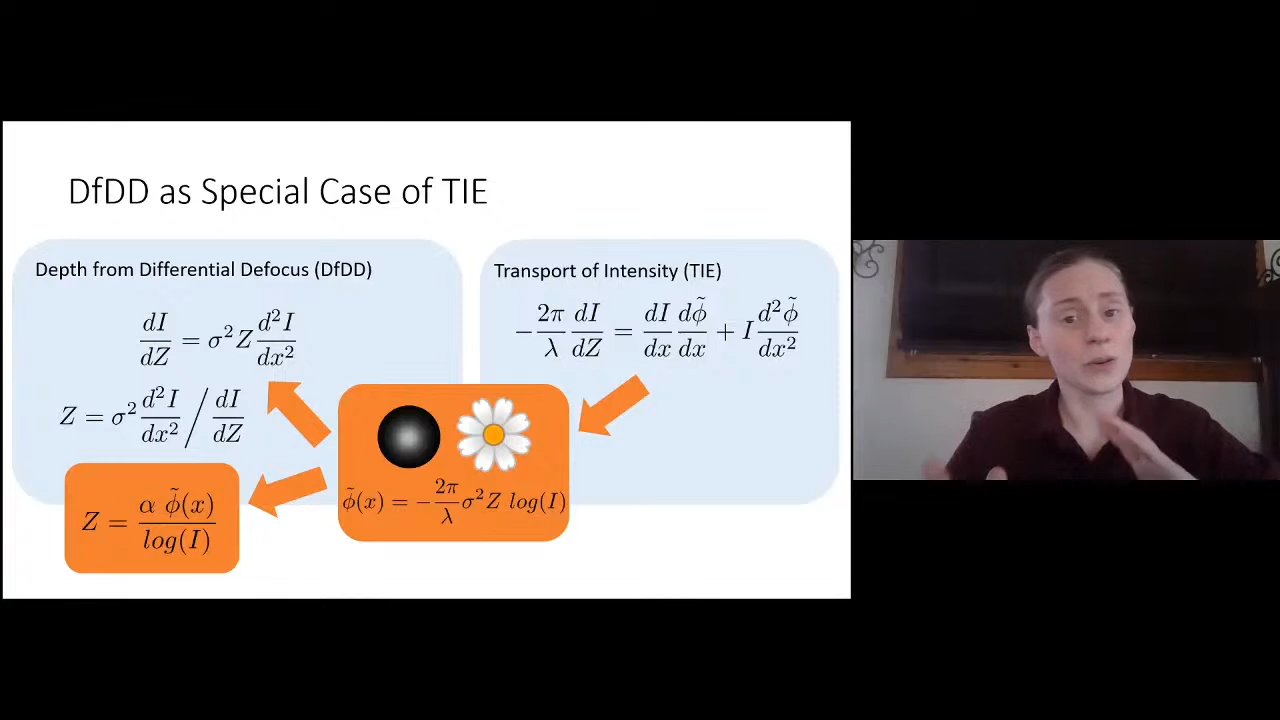 DfDD as Special Case of TIE
Depth from Differential Defocus (DfDD)
dI/dZ = σ²Z d²I/dx²
Z = σ² d²I/dx² / dI/dZ
Z = α φ̃(x) / log(I)
φ̃(x) = −2π/λ σ²Z log(I)
Transport of Intensity (TIE)
−2π/λ dI/dZ = dI/dx dφ̃/dx + I d²φ̃/dx²